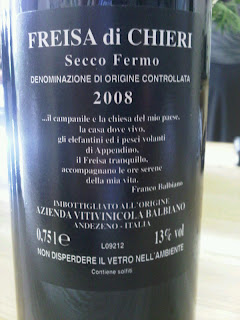 FREISA di CHIERI
Secco Fermo
DENOMINAZIONE DI ORIGINE CONTROLLATA
2008
...il campanile e la chiesa del mio paese,
la casa dove vivo,
gli elefantini ed i pesci volanti
di Appendino,
il Freisa tranquillo,
accompagnano le ore serene
della mia vita.
Franco Balbiano
IMBOTTIGLIATO ALL'ORIGINE
AZIENDA VITIVINICOLA BALBIANO
ANDEZENO - ITALIA
0,75 l e
13% vol
L09212
NON DISPERDERE IL VETRO NELL'AMBIENTE
Contiene solfiti